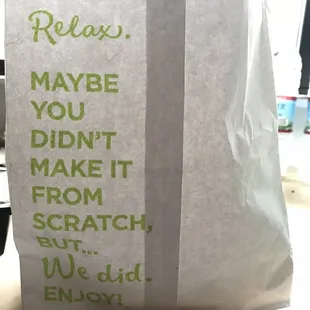 Relax.
MAYBE
YOU
DIDN'T
MAKE IT
FROM
SCRATCH,
BUT...
We did.
ENJOY!